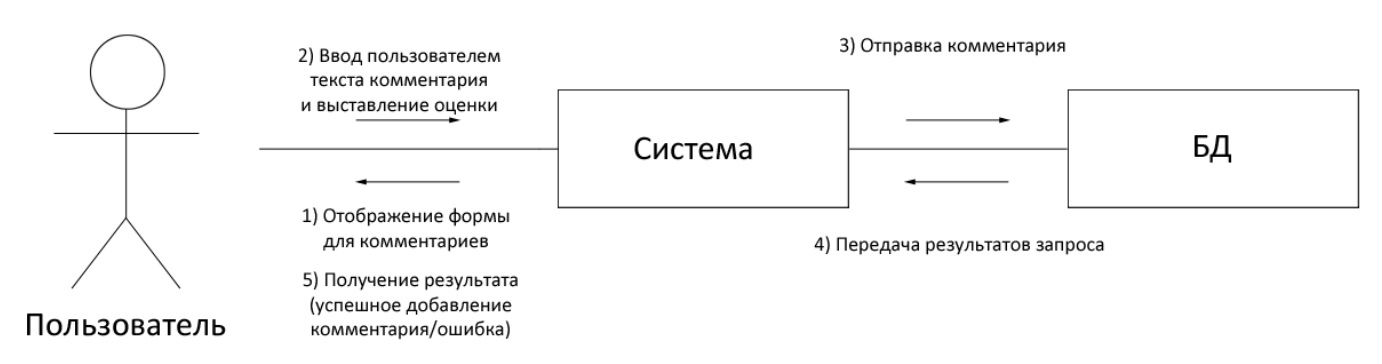 2) Ввод пользователем
текста комментария
и выставление оценки
3) Отправка комментария
Система
БД
1) Отображение формы
для комментариев
4) Передача результатов запроса
5) Получение результата
(успешное добавление
комментария/ошибка)
Пользователь